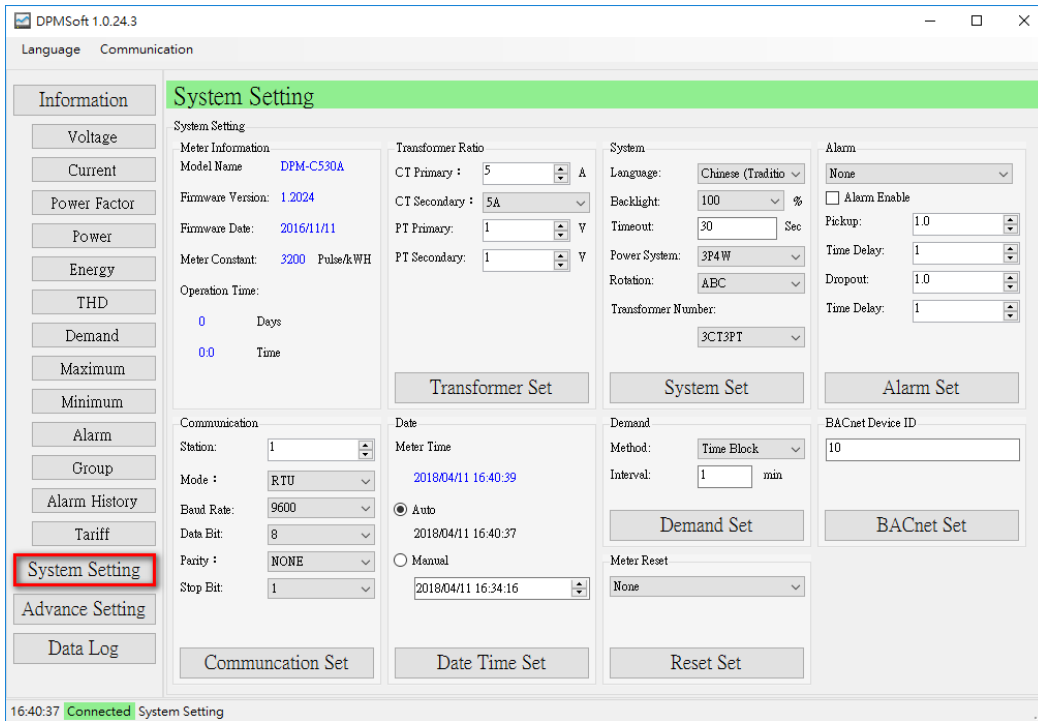 DPMSoft 1.0.24.3
Language Communication
Information
Voltage
Current
Power Factor
Power
Energy
THD
Demand
Maximum
Minimum
Alarm
Group
Alarm History
Tariff
System Setting
Advance Setting
Data Log
System Setting
System Setting
Meter Information
Model Name DPM-C530A
Firmware Version: 1.2024
Firmware Date: 2016/11/11
Meter Constant: 3200 Pulse/kWH
Operation Time:
0 Days
0:0 Time
Transformer Ratio
CT Primary： 5 A
CT Secondary： 5A
PT Primary: 1 V
PT Secondary: 1 V
Transformer Set
System
Language: Chinese (Traditio
Backlight: 100 %
Timeout: 30 Sec
Power System: 3P4W
Rotation: ABC
Transformer Number:
3CT3PT
System Set
Alarm
None
Alarm Enable
Pickup: 1.0
Time Delay: 1
Dropout: 1.0
Time Delay: 1
Alarm Set
Communication
Station: 1
Mode： RTU
Baud Rate: 9600
Data Bit: 8
Parity： NONE
Stop Bit: 1
Communcation Set
Date
Meter Time
2018/04/11 16:40:39
Auto
2018/04/11 16:40:37
Manual
2018/04/11 16:34:16
Date Time Set
Demand
Method: Time Block
Interval: 1 min
Demand Set
Meter Reset
None
Reset Set
BACnet Device ID
10
BACnet Set
16:40:37 Connected System Setting